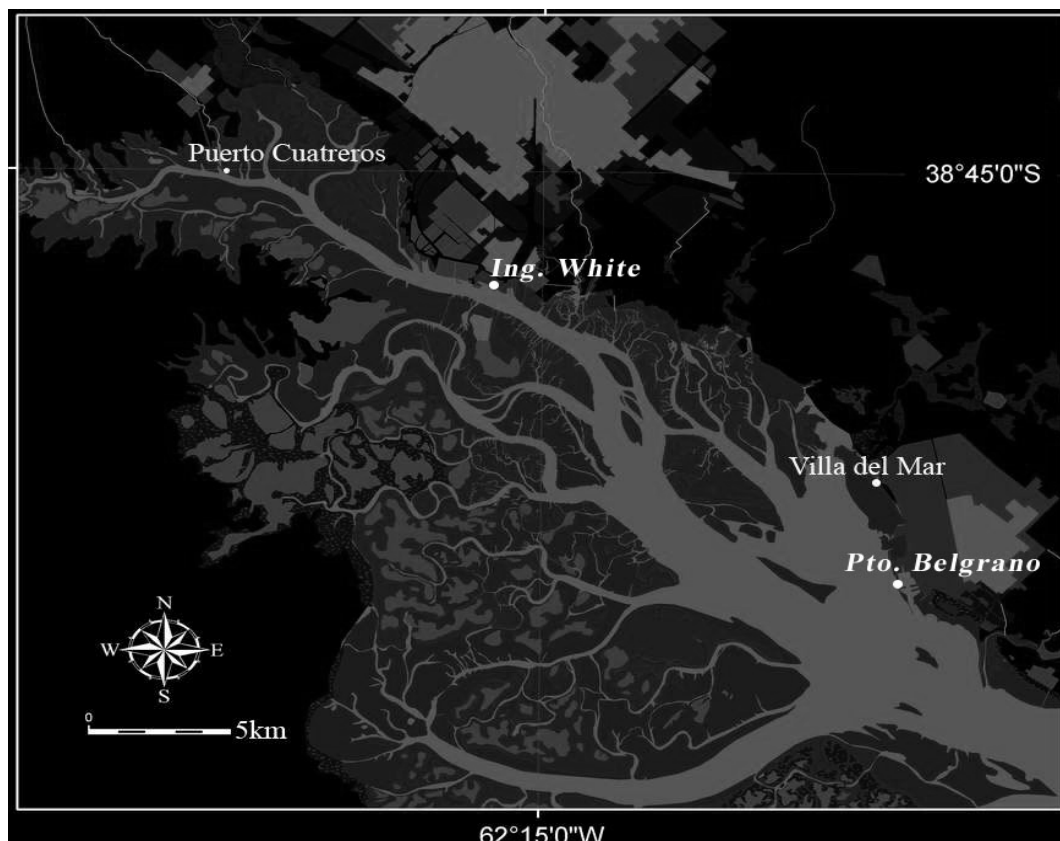 Puerto Cuatreros
38°45'0"S
Ing. White
Villa del Mar
Pto. Belgrano
N
W E
S
0
5km
62°15'0"W